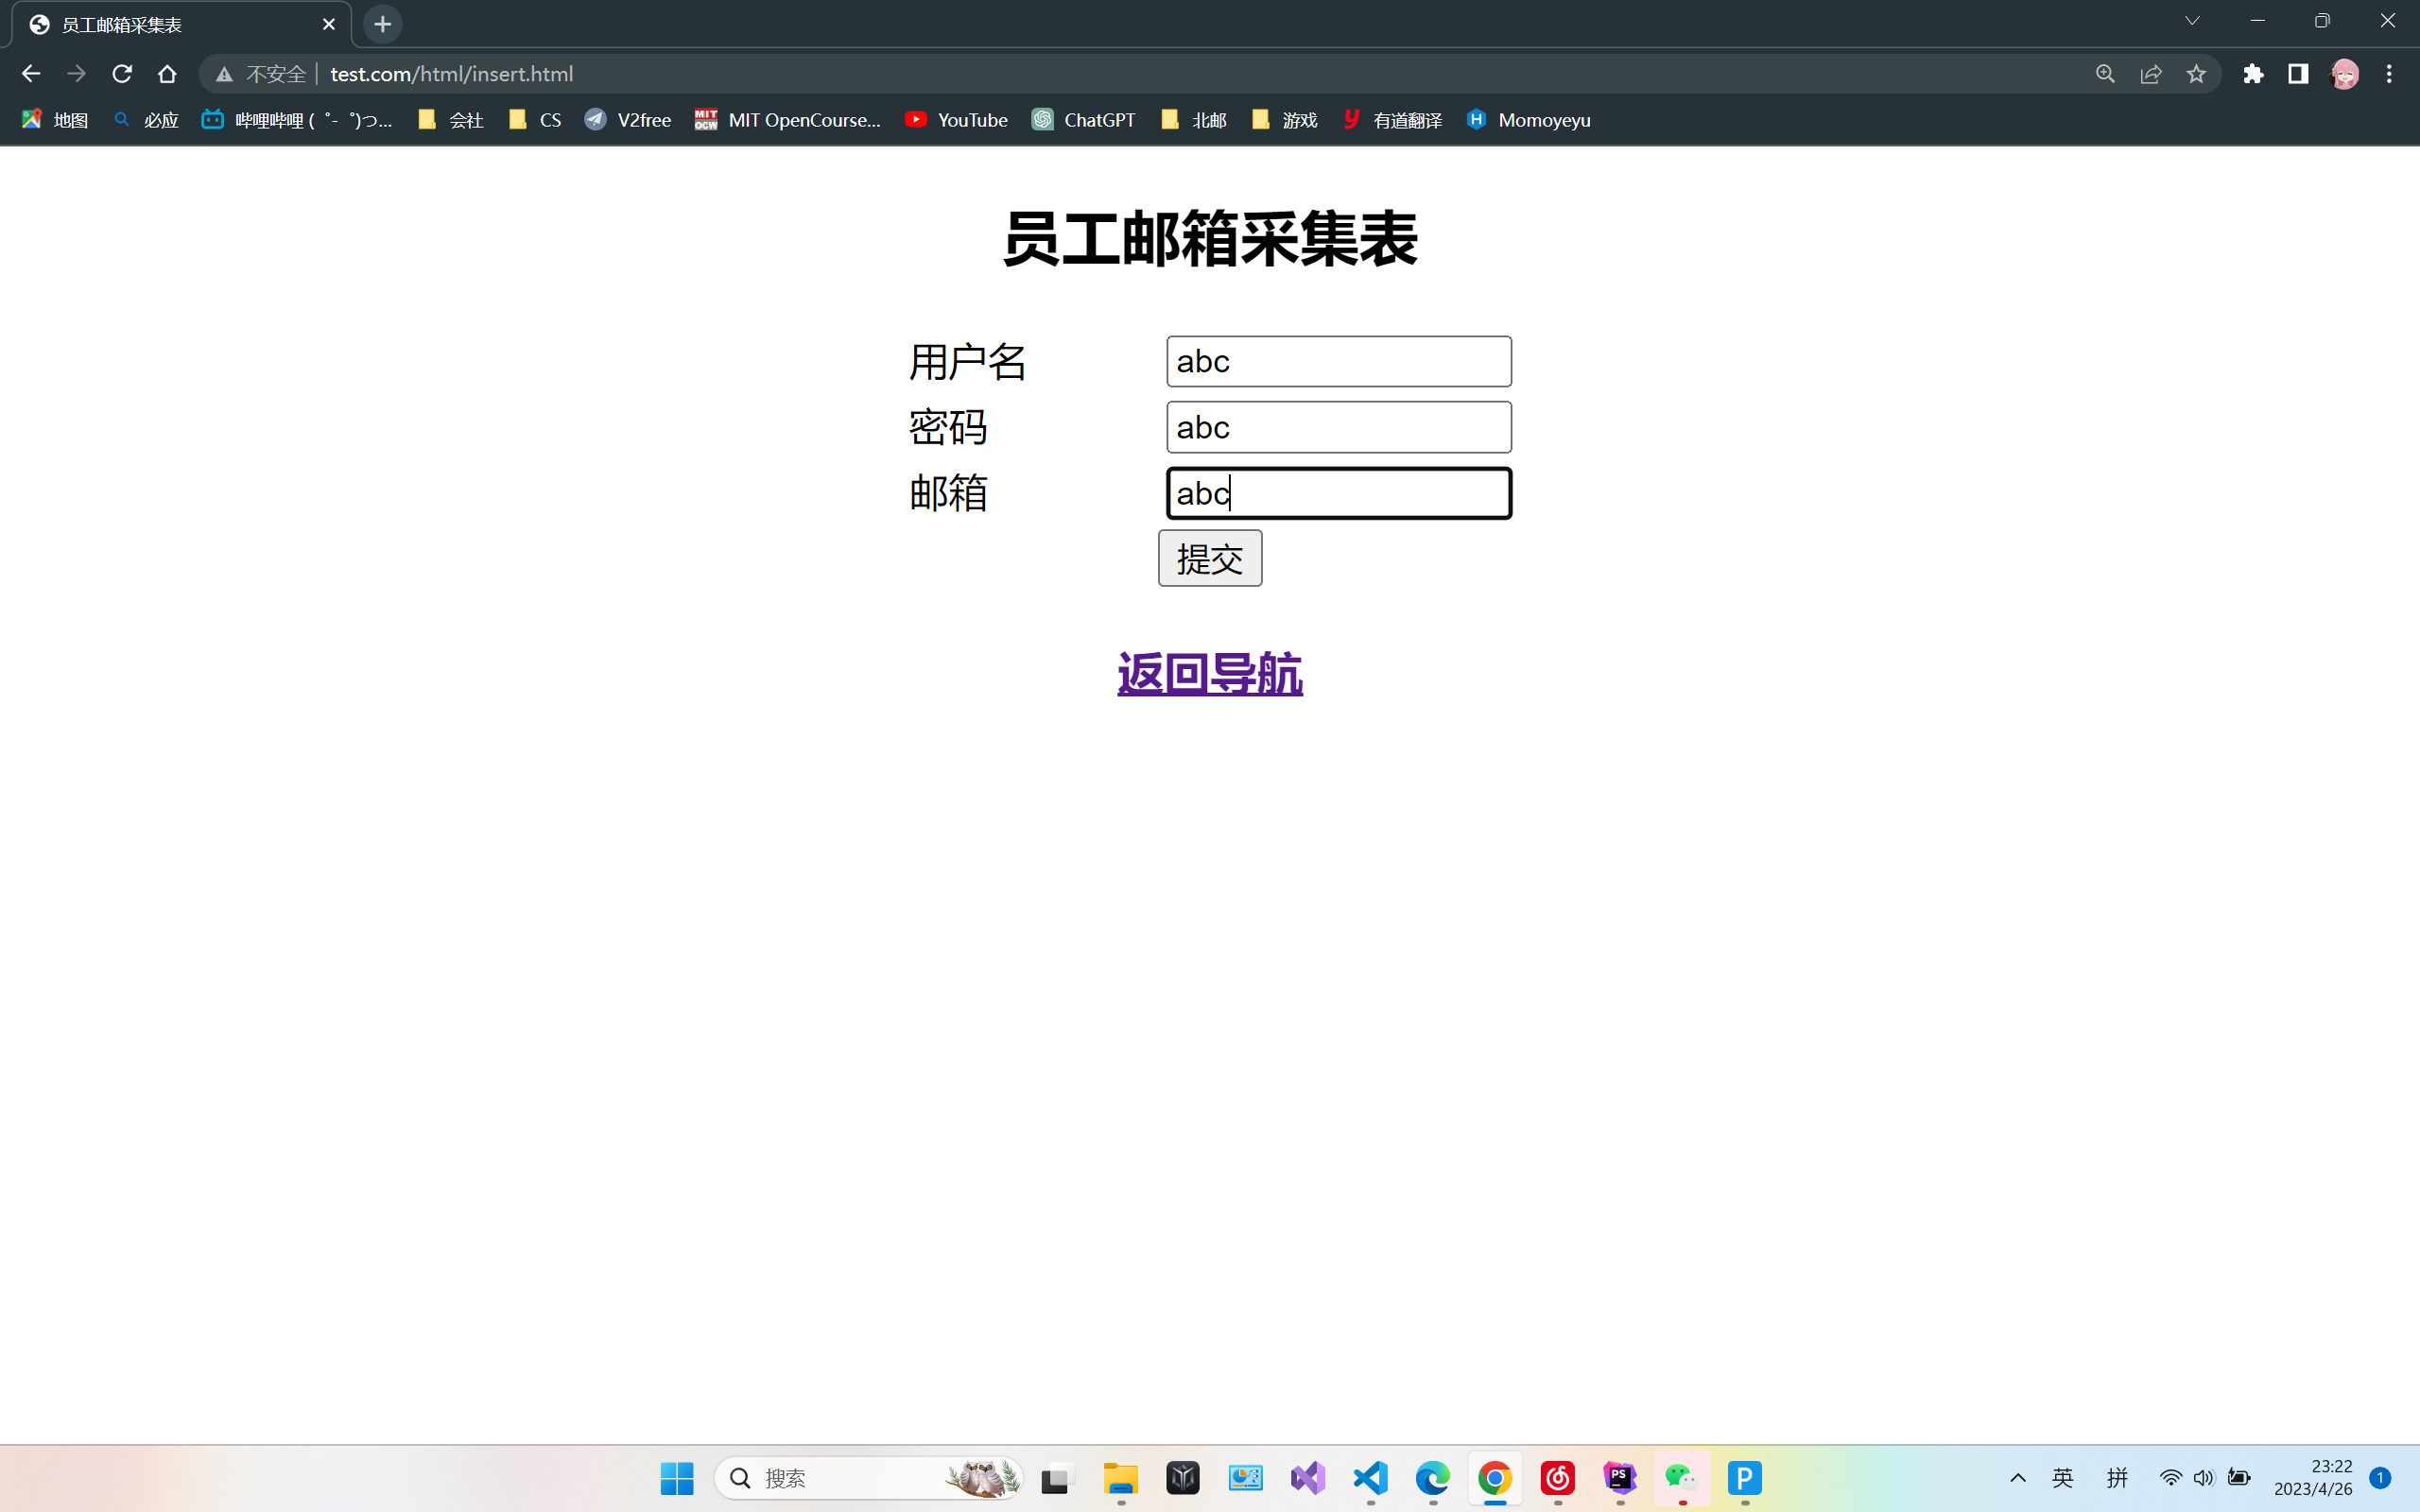 员工邮箱采集表
不安全 test.com/html/insert.html
地图 必应 哔哩哔哩 (゜-゜)つ... 会社 CS V2free MIT OCW MIT OpenCourse... YouTube ChatGPT 北邮 游戏 y 有道翻译 H Momoyeyu
员工邮箱采集表
用户名 abc
密码 abc
邮箱 abc
提交
返回导航
搜索 PS P 英 拼 23:22
2023/4/26 1